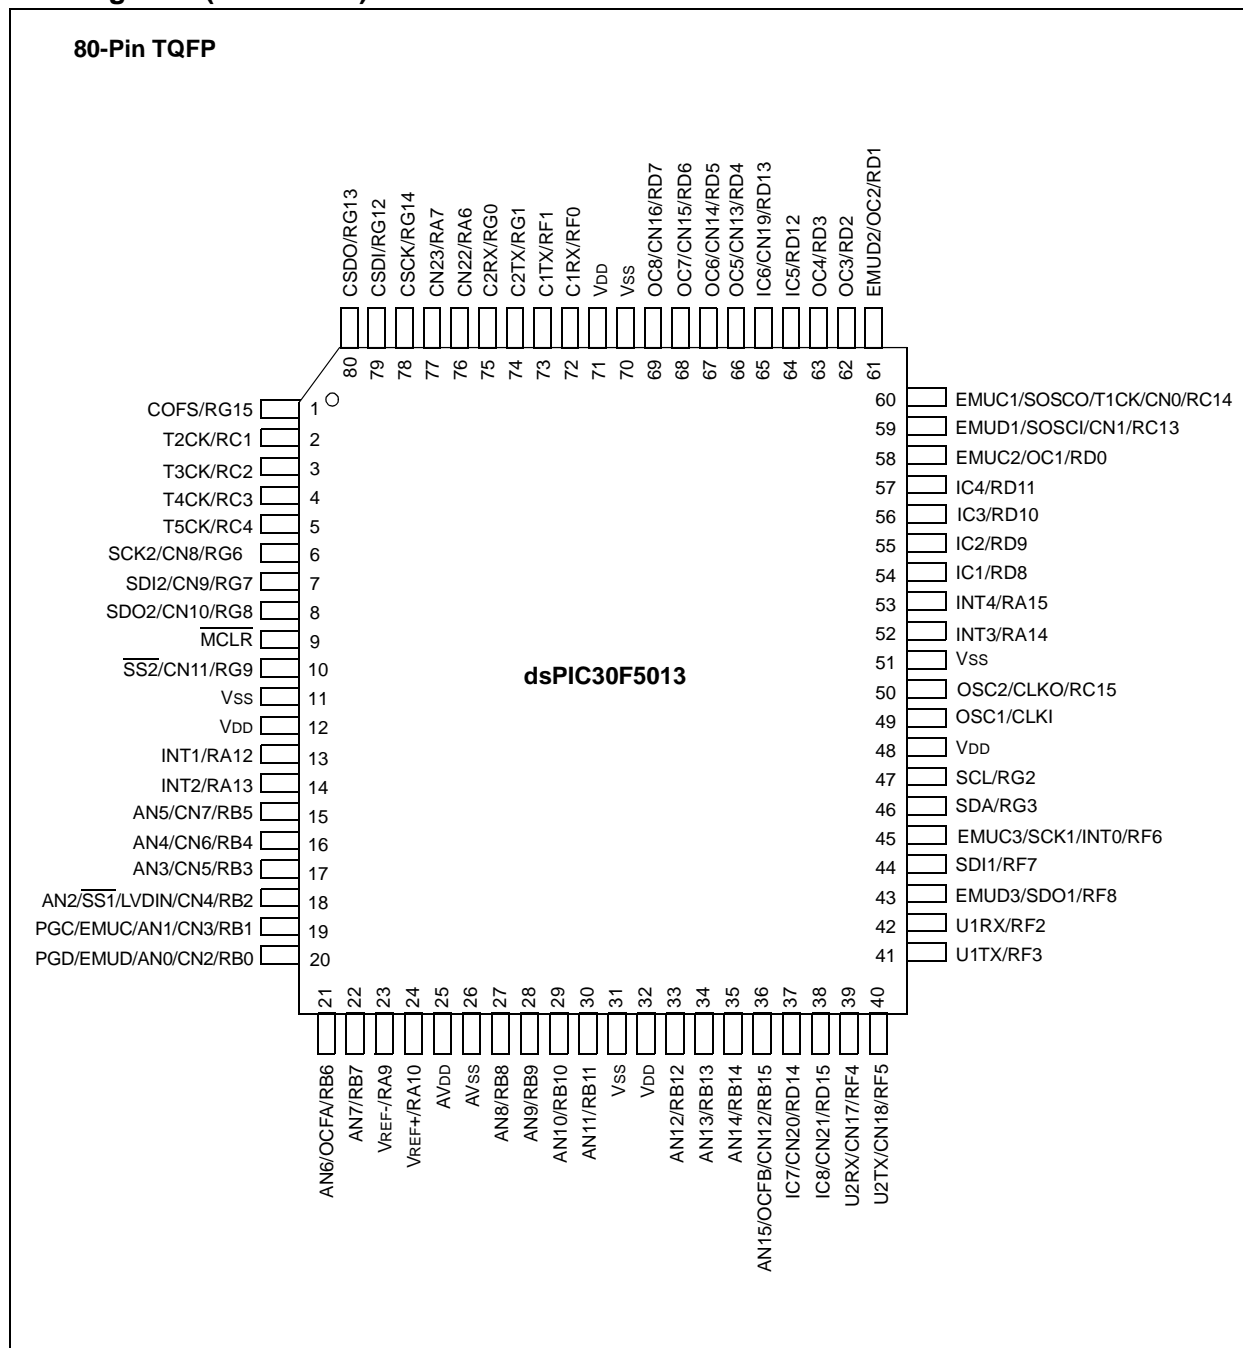 80-Pin TQFP
CSDO/RG13
CSDI/RG12
CSCK/RG14
CN23/RA7
CN22/RA6
C2RX/RG0
C2TX/RG1
C1TX/RF1
C1RX/RF0
VDD
VSS
OC8/CN16/RD7
OC7/CN15/RD6
OC6/CN14/RD5
OC5/CN13/RD4
IC6/CN19/RD13
IC5/RD12
OC4/RD3
OC3/RD2
EMUD2/OC2/RD1
80
79
78
77
76
75
74
73
72
71
70
69
68
67
66
65
64
63
62
61
COFS/RG15 1
T2CK/RC1 2
T3CK/RC2 3
T4CK/RC3 4
T5CK/RC4 5
SCK2/CN8/RG6 6
SDI2/CN9/RG7 7
SDO2/CN10/RG8 8
MCLR 9
SS2/CN11/RG9 10
VSS 11
VDD 12
INT1/RA12 13
INT2/RA13 14
AN5/CN7/RB5 15
AN4/CN6/RB4 16
AN3/CN5/RB3 17
AN2/SS1/LVDIN/CN4/RB2 18
PGC/EMUC/AN1/CN3/RB1 19
PGD/EMUD/AN0/CN2/RB0 20
dsPIC30F5013
60 EMUC1/SOSCO/T1CK/CN0/RC14
59 EMUD1/SOSCI/CN1/RC13
58 EMUC2/OC1/RD0
57 IC4/RD11
56 IC3/RD10
55 IC2/RD9
54 IC1/RD8
53 INT4/RA15
52 INT3/RA14
51 VSS
50 OSC2/CLKO/RC15
49 OSC1/CLKI
48 VDD
47 SCL/RG2
46 SDA/RG3
45 EMUC3/SCK1/INT0/RF6
44 SDI1/RF7
43 EMUD3/SDO1/RF8
42 U1RX/RF2
41 U1TX/RF3
21
22
23
24
25
26
27
28
29
30
31
32
33
34
35
36
37
38
39
40
AN6/OCFA/RB6
AN7/RB7
VREF-/RA9
VREF+/RA10
AVDD
AVSS
AN8/RB8
AN9/RB9
AN10/RB10
AN11/RB11
VSS
VDD
AN12/RB12
AN13/RB13
AN14/RB14
AN15/OCFB/CN12/RB15
IC7/CN20/RD14
IC8/CN21/RD15
U2RX/CN17/RF4
U2TX/CN18/RF5